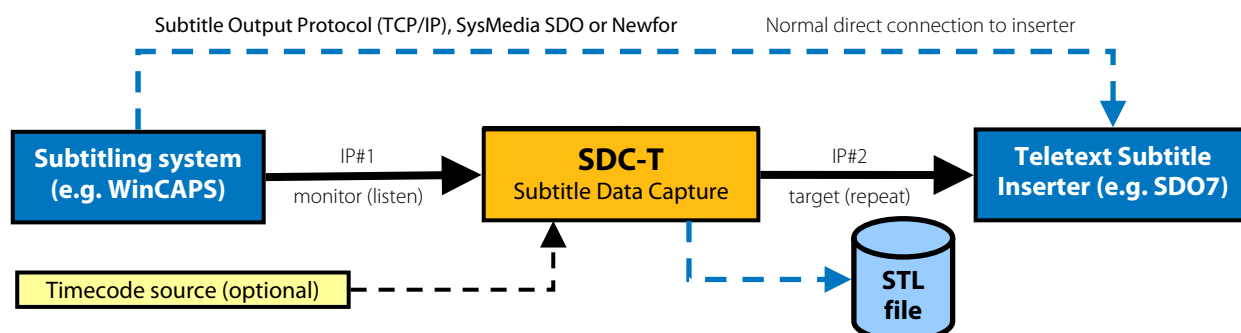 Subtitle Output Protocol (TCP/IP), SysMedia SDO or Newfor
Normal direct connection to inserter
Subtitling system
(e.g. WinCAPS)
IP#1
monitor (listen)
SDC-T
Subtitle Data Capture
IP#2
target (repeat)
Teletext Subtitle
Inserter (e.g. SDO7)
Timecode source (optional)
STL
file